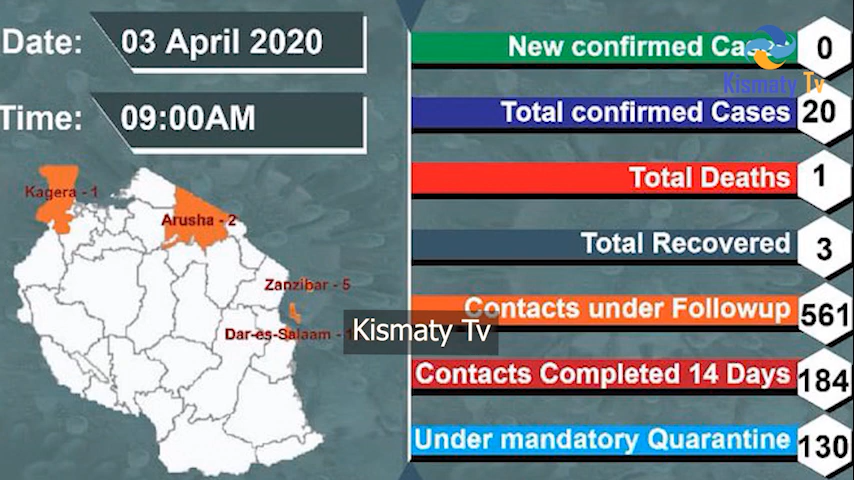 Date: 03 April 2020
Time: 09:00AM
Kagera - 1
Arusha - 2
Zanzibar - 5
Dar-es-Salaam -
Kismaty Tv
New confirmed Cases 0
Kismaty Tv
Total confirmed Cases 20
Total Deaths 1
Total Recovered 3
Contacts under Followup 561
Contacts Completed 14 Days 184
Under mandatory Quarantine 130